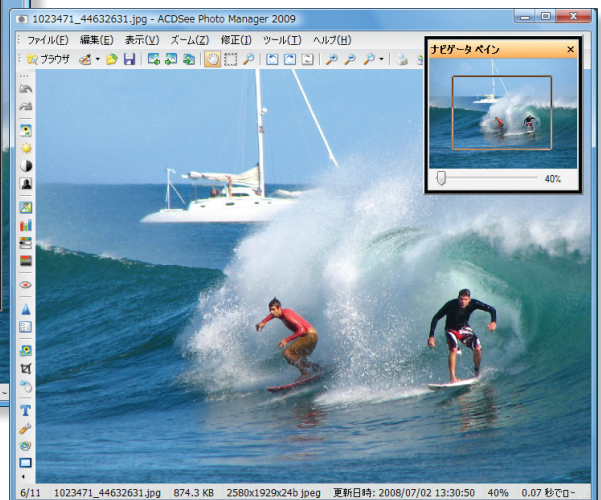 1023471_44632631.jpg - ACDSee Photo Manager 2009
ファイル(F) 編集(E) 表示(V) ズーム(Z) 修正(I) ツール(T) ヘルプ(H)
ブラウザ
ナビゲータ ペイン
40%
6/11 1023471_44632631.jpg 874.3 KB 2580x1929x24b jpeg 更新日時: 2008/07/02 13:30:50 40% 0.07 秒でロ~